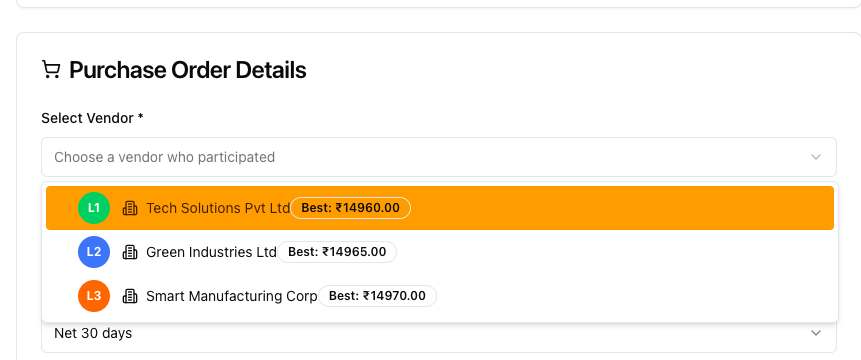 Purchase Order Details
Select Vendor *
Choose a vendor who participated
L1 Tech Solutions Pvt Ltd Best: ₹14960.00
L2 Green Industries Ltd Best: ₹14965.00
L3 Smart Manufacturing Corp Best: ₹14970.00
Net 30 days